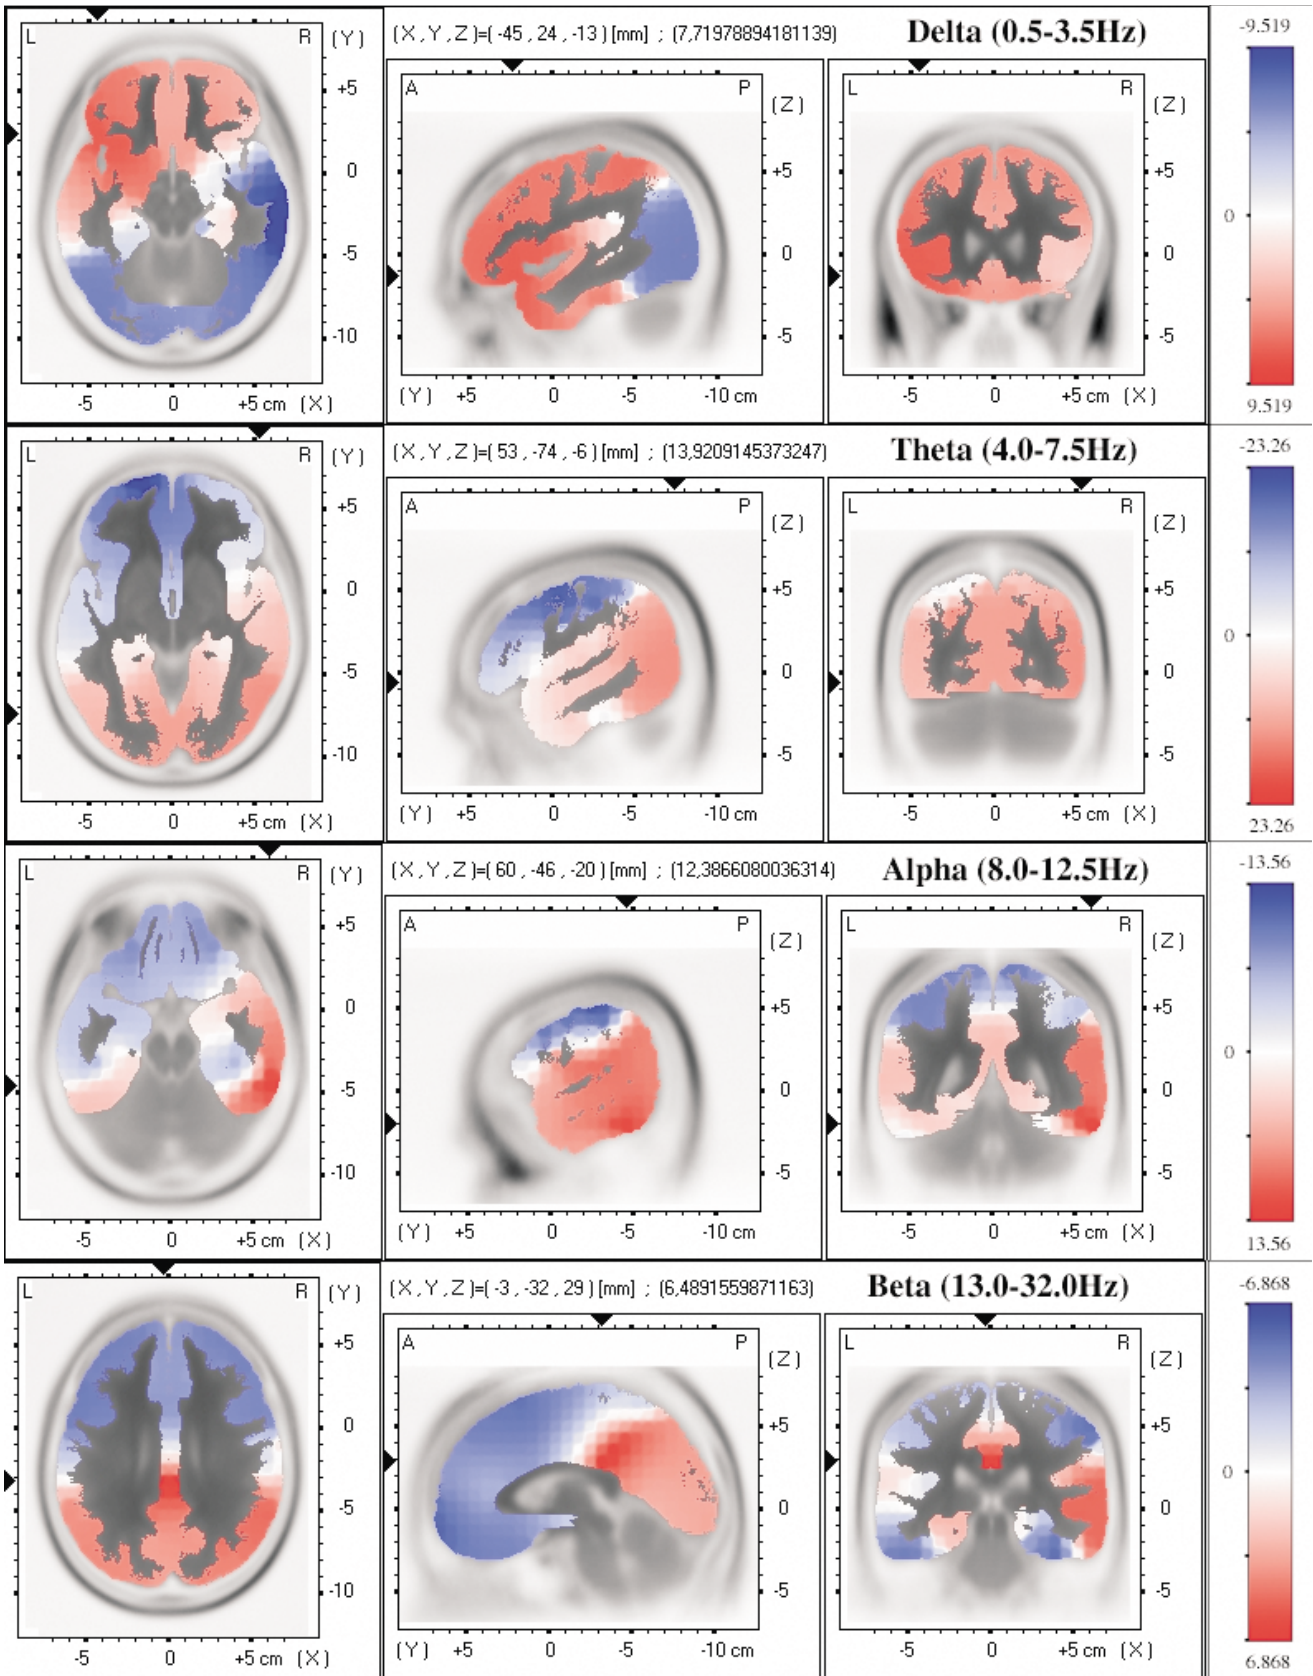 L R (Y)
(X,Y,Z)=( -45 , 24 , -13 ) [mm] ; (7,71978894181139)
Delta (0.5-3.5Hz)
-9.519
A P (Z)
L R (Z)
+5
0
-5
-10
+5
0
-5
+5
0
-5
0
-5 0 +5 cm (X)
(Y) +5 0 -5 -10 cm
-5 0 +5 cm (X)
9.519
L R (Y)
(X,Y,Z)=( 53 , -74 , -6 ) [mm] ; (13,9209145373247)
Theta (4.0-7.5Hz)
-23.26
A P (Z)
L R (Z)
+5
0
-5
-10
+5
0
-5
+5
0
-5
0
-5 0 +5 cm (X)
(Y) +5 0 -5 -10 cm
-5 0 +5 cm (X)
23.26
L R (Y)
(X,Y,Z)=( 60 , -46 , -20 ) [mm] ; (12,3866080036314)
Alpha (8.0-12.5Hz)
-13.56
A P (Z)
L R (Z)
+5
0
-5
-10
+5
0
-5
+5
0
-5
0
-5 0 +5 cm (X)
(Y) +5 0 -5 -10 cm
-5 0 +5 cm (X)
13.56
L R (Y)
(X,Y,Z)=( -3 , -32 , 29 ) [mm] ; (6,4891559871163)
Beta (13.0-32.0Hz)
-6.868
A P (Z)
L R (Z)
+5
0
-5
-10
+5
0
-5
+5
0
-5
0
-5 0 +5 cm (X)
(Y) +5 0 -5 -10 cm
-5 0 +5 cm (X)
6.868